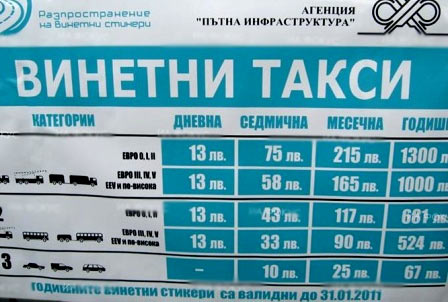 Разпространение
на винетни стикери
АГЕНЦИЯ
"ПЪТНА ИНФРАСТРУКТУРА"
ВИНЕТНИ ТАКСИ
КАТЕГОРИИ ДНЕВНА СЕДМИЧНА МЕСЕЧНА ГОДИШ
ЕВРО 0, I, II 13 лв. 75 лв. 215 лв. 1300 л
ЕВРО III, IV, V
EEV и по-висока 13 лв. 58 лв. 165 лв. 1000 л
2 ЕВРО 0, I, II 13 лв. 43 лв. 117 лв. 681 лв
ЕВРО III, IV, V
EEV и по-висока 13 лв. 33 лв. 90 лв. 524 лв
3 – 10 лв. 25 лв. 67 лв.
ГОДИШНИТЕ ВИНЕТНИ СТИКЕРИ СА ВАЛИДНИ ДО 31.01.2011